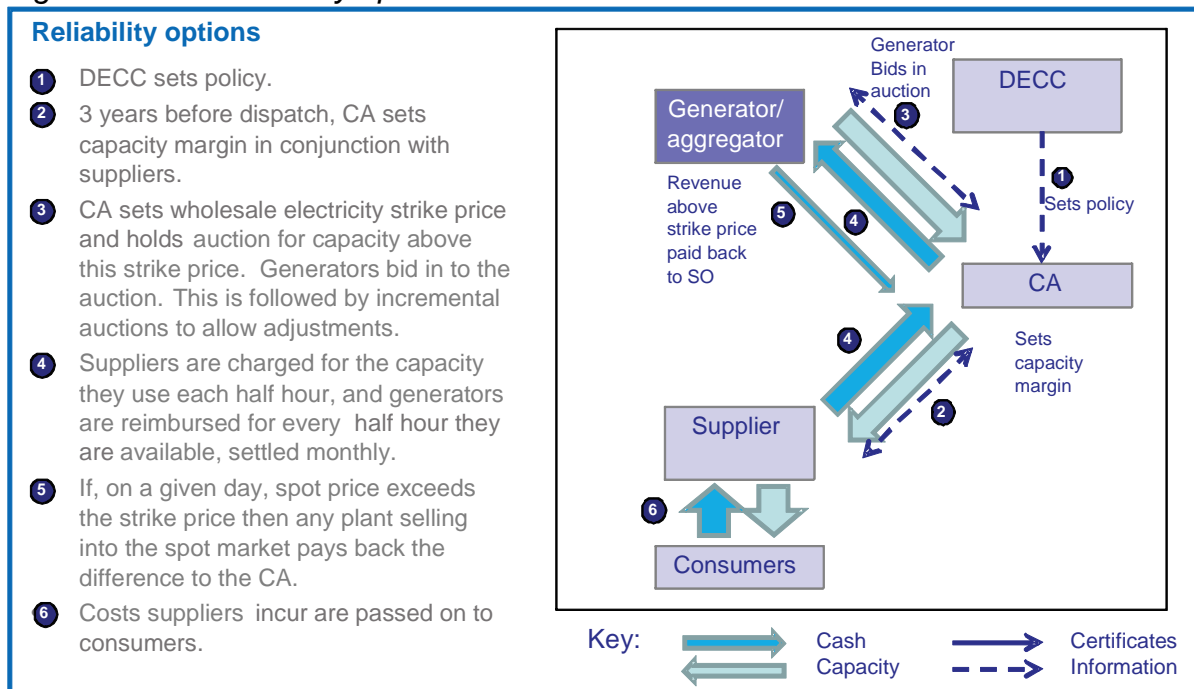 Reliability options
1 DECC sets policy.
2 3 years before dispatch, CA sets
capacity margin in conjunction with
suppliers.
3 CA sets wholesale electricity strike price
and holds auction for capacity above
this strike price. Generators bid in to the
auction. This is followed by incremental
auctions to allow adjustments.
4 Suppliers are charged for the capacity
they use each half hour, and generators
are reimbursed for every half hour they
are available, settled monthly.
5 If, on a given day, spot price exceeds
the strike price then any plant selling
into the spot market pays back the
difference to the CA.
6 Costs suppliers incur are passed on to
consumers.
Generator
Bids in
auction
3
DECC
Generator/
aggregator
1
Sets policy
Revenue
above
strike price
paid back
to SO
5
4
CA
4
Sets
capacity
margin
2
Supplier
6
Consumers
Key:
Cash
Capacity
Certificates
Information